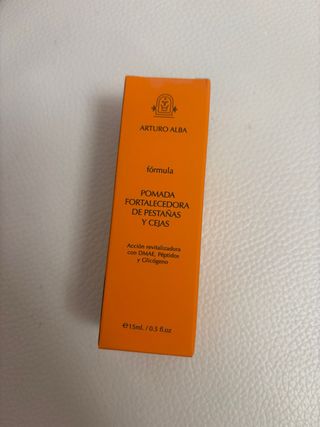 ARTURO ALBA
fórmula
POMADA
FORTALECEDORA
DE PESTAÑAS
Y CEJAS
Acción revitalizadora
con DMAE, Péptidos
y Glicógeno
℮15ml. / 0.5 fl.oz